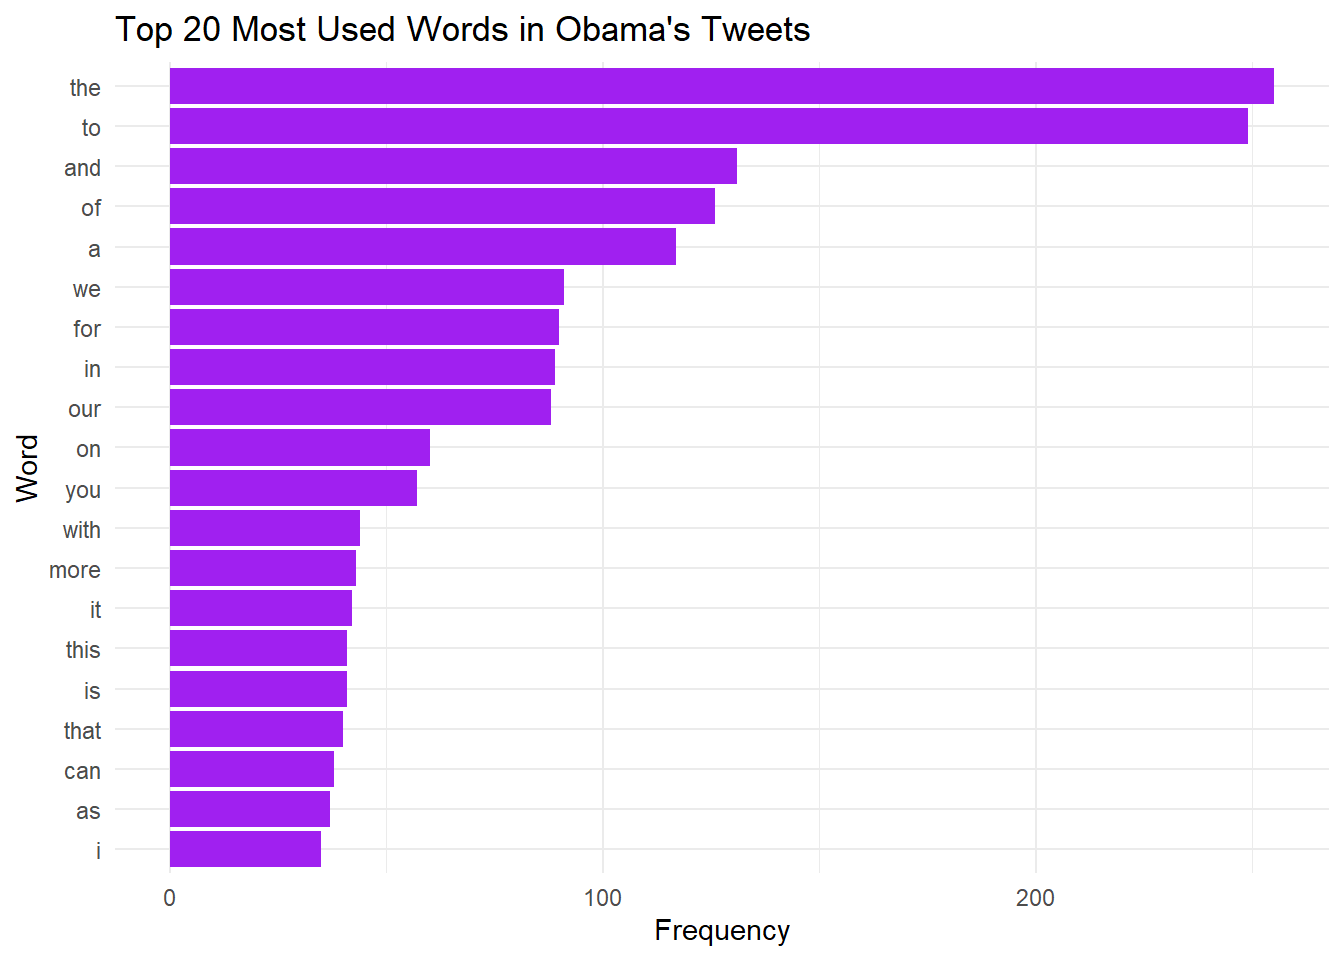 Top 20 Most Used Words in Obama's Tweets
the
to
and
of
a
we
for
in
our
on
you
with
more
it
this
is
that
can
as
i
Word
0 100 200
Frequency